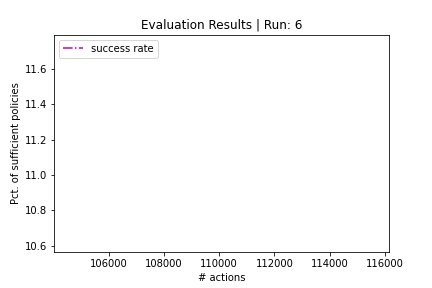 Evaluation Results | Run: 6
success rate
Pct. of sufficient policies
11.6
11.4
11.2
11.0
10.8
10.6
106000 108000 110000 112000 114000 116000
# actions